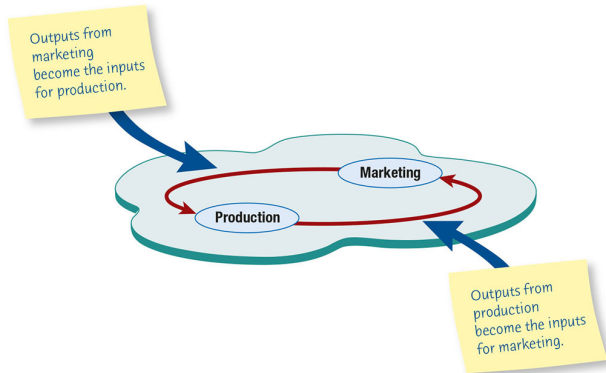 Outputs from
marketing
become the inputs
for production.
Marketing
Production
Outputs from
production
become the inputs
for marketing.